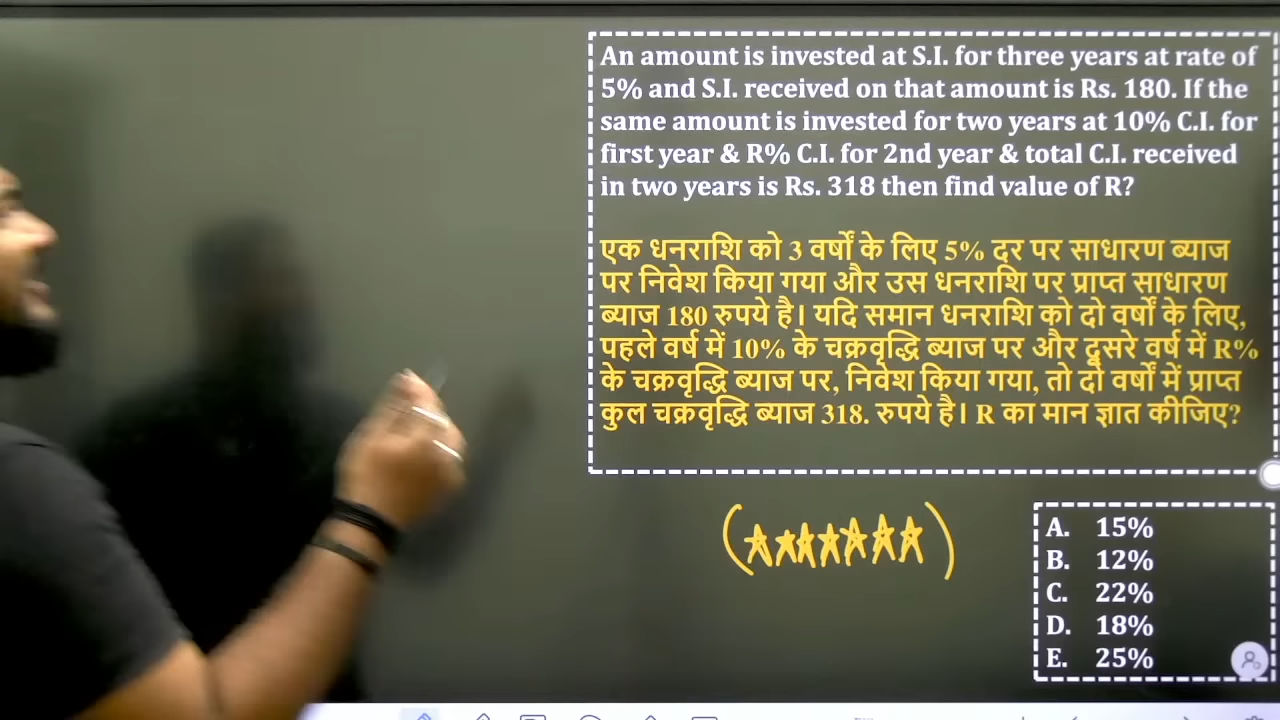 An amount is invested at S.I. for three years at rate of
5% and S.I. received on that amount is Rs. 180. If the
same amount is invested for two years at 10% C.I. for
first year & R% C.I. for 2nd year & total C.I. received
in two years is Rs. 318 then find value of R?
एक धनराशि को 3 वर्षों के लिए 5% दर पर साधारण ब्याज
पर निवेश किया गया और उस धनराशि पर प्राप्त साधारण
ब्याज 180 रुपये है। यदि समान धनराशि को दो वर्षों के लिए,
पहले वर्ष में 10% के चक्रवृद्धि ब्याज पर और दूसरे वर्ष में R%
के चक्रवृद्धि ब्याज पर, निवेश किया गया, तो दो वर्षों में प्राप्त
कुल चक्रवृद्धि ब्याज 318. रुपये है। R का मान ज्ञात कीजिए?
A. 15%
B. 12%
C. 22%
D. 18%
E. 25%